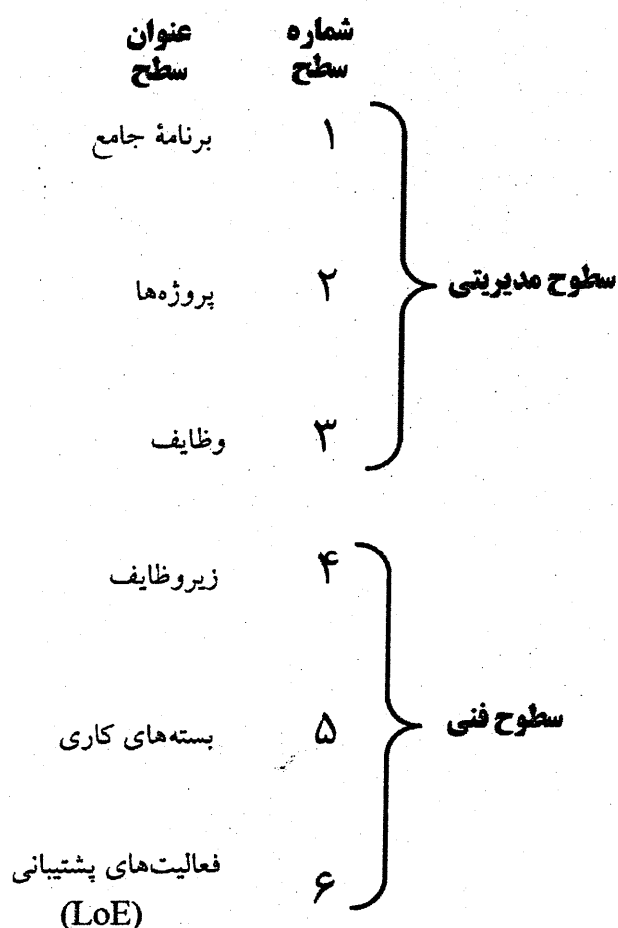 شماره سطح
عنوان سطح
سطوح مدیریتی
۱ برنامهٔ جامع
۲ پروژه‌ها
۳ وظایف
سطوح فنی
۴ زیروظایف
۵ بسته‌های کاری
۶ فعالیت‌های پشتیبانی
(LoE)